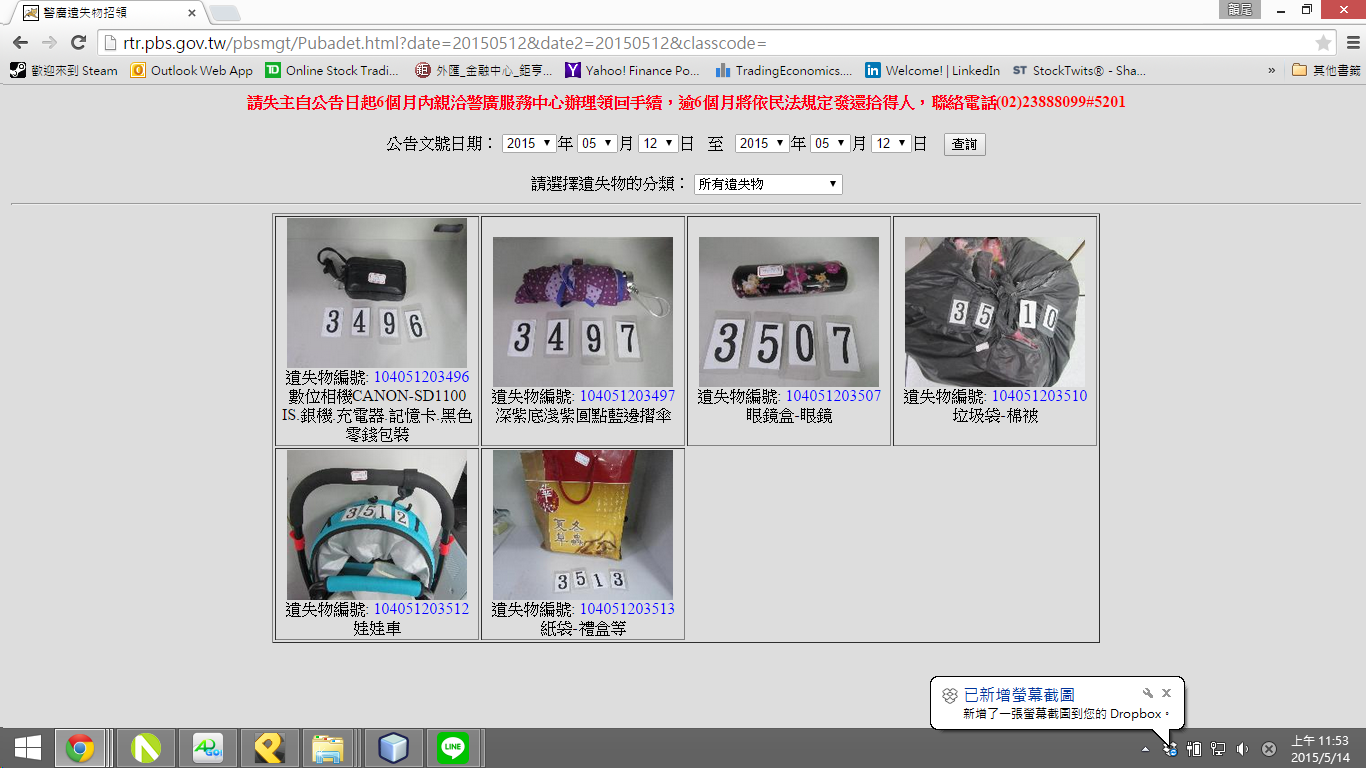 警廣遺失物招領
rtr.pbs.gov.tw/pbsmgt/Pubadet.html?date=20150512&date2=20150512&classcode=
歡迎來到 Steam Outlook Web App TD Online Stock Tradi... 鉅 外匯_金融中心_鉅亨... Yahoo! Finance Po... TradingEconomics.... in Welcome! | LinkedIn ST StockTwits® - Sha... » 其他書籤
請失主自公告日起6個月內親洽警廣服務中心辦理領回手續，逾6個月將依民法規定發還拾得人，聯絡電話(02)23888099#5201
公告文號日期： 2015 年 05 月 12 日 至 2015 年 05 月 12 日 查詢
請選擇遺失物的分類： 所有遺失物
3496
遺失物編號: 104051203496
數位相機CANON-SD1100
IS.銀機.充電器.記憶卡.黑色
零錢包裝
3497
遺失物編號: 104051203497
深紫底淺紫圓點藍邊摺傘
3507
遺失物編號: 104051203507
眼鏡盒-眼鏡
3510
遺失物編號: 104051203510
垃圾袋-棉被
3512
遺失物編號: 104051203512
娃娃車
冬蟲
夏草
3513
遺失物編號: 104051203513
紙袋-禮盒等
已新增螢幕截圖
新增了一張螢幕截圖到您的 Dropbox。
LINE
上午 11:53
2015/5/14